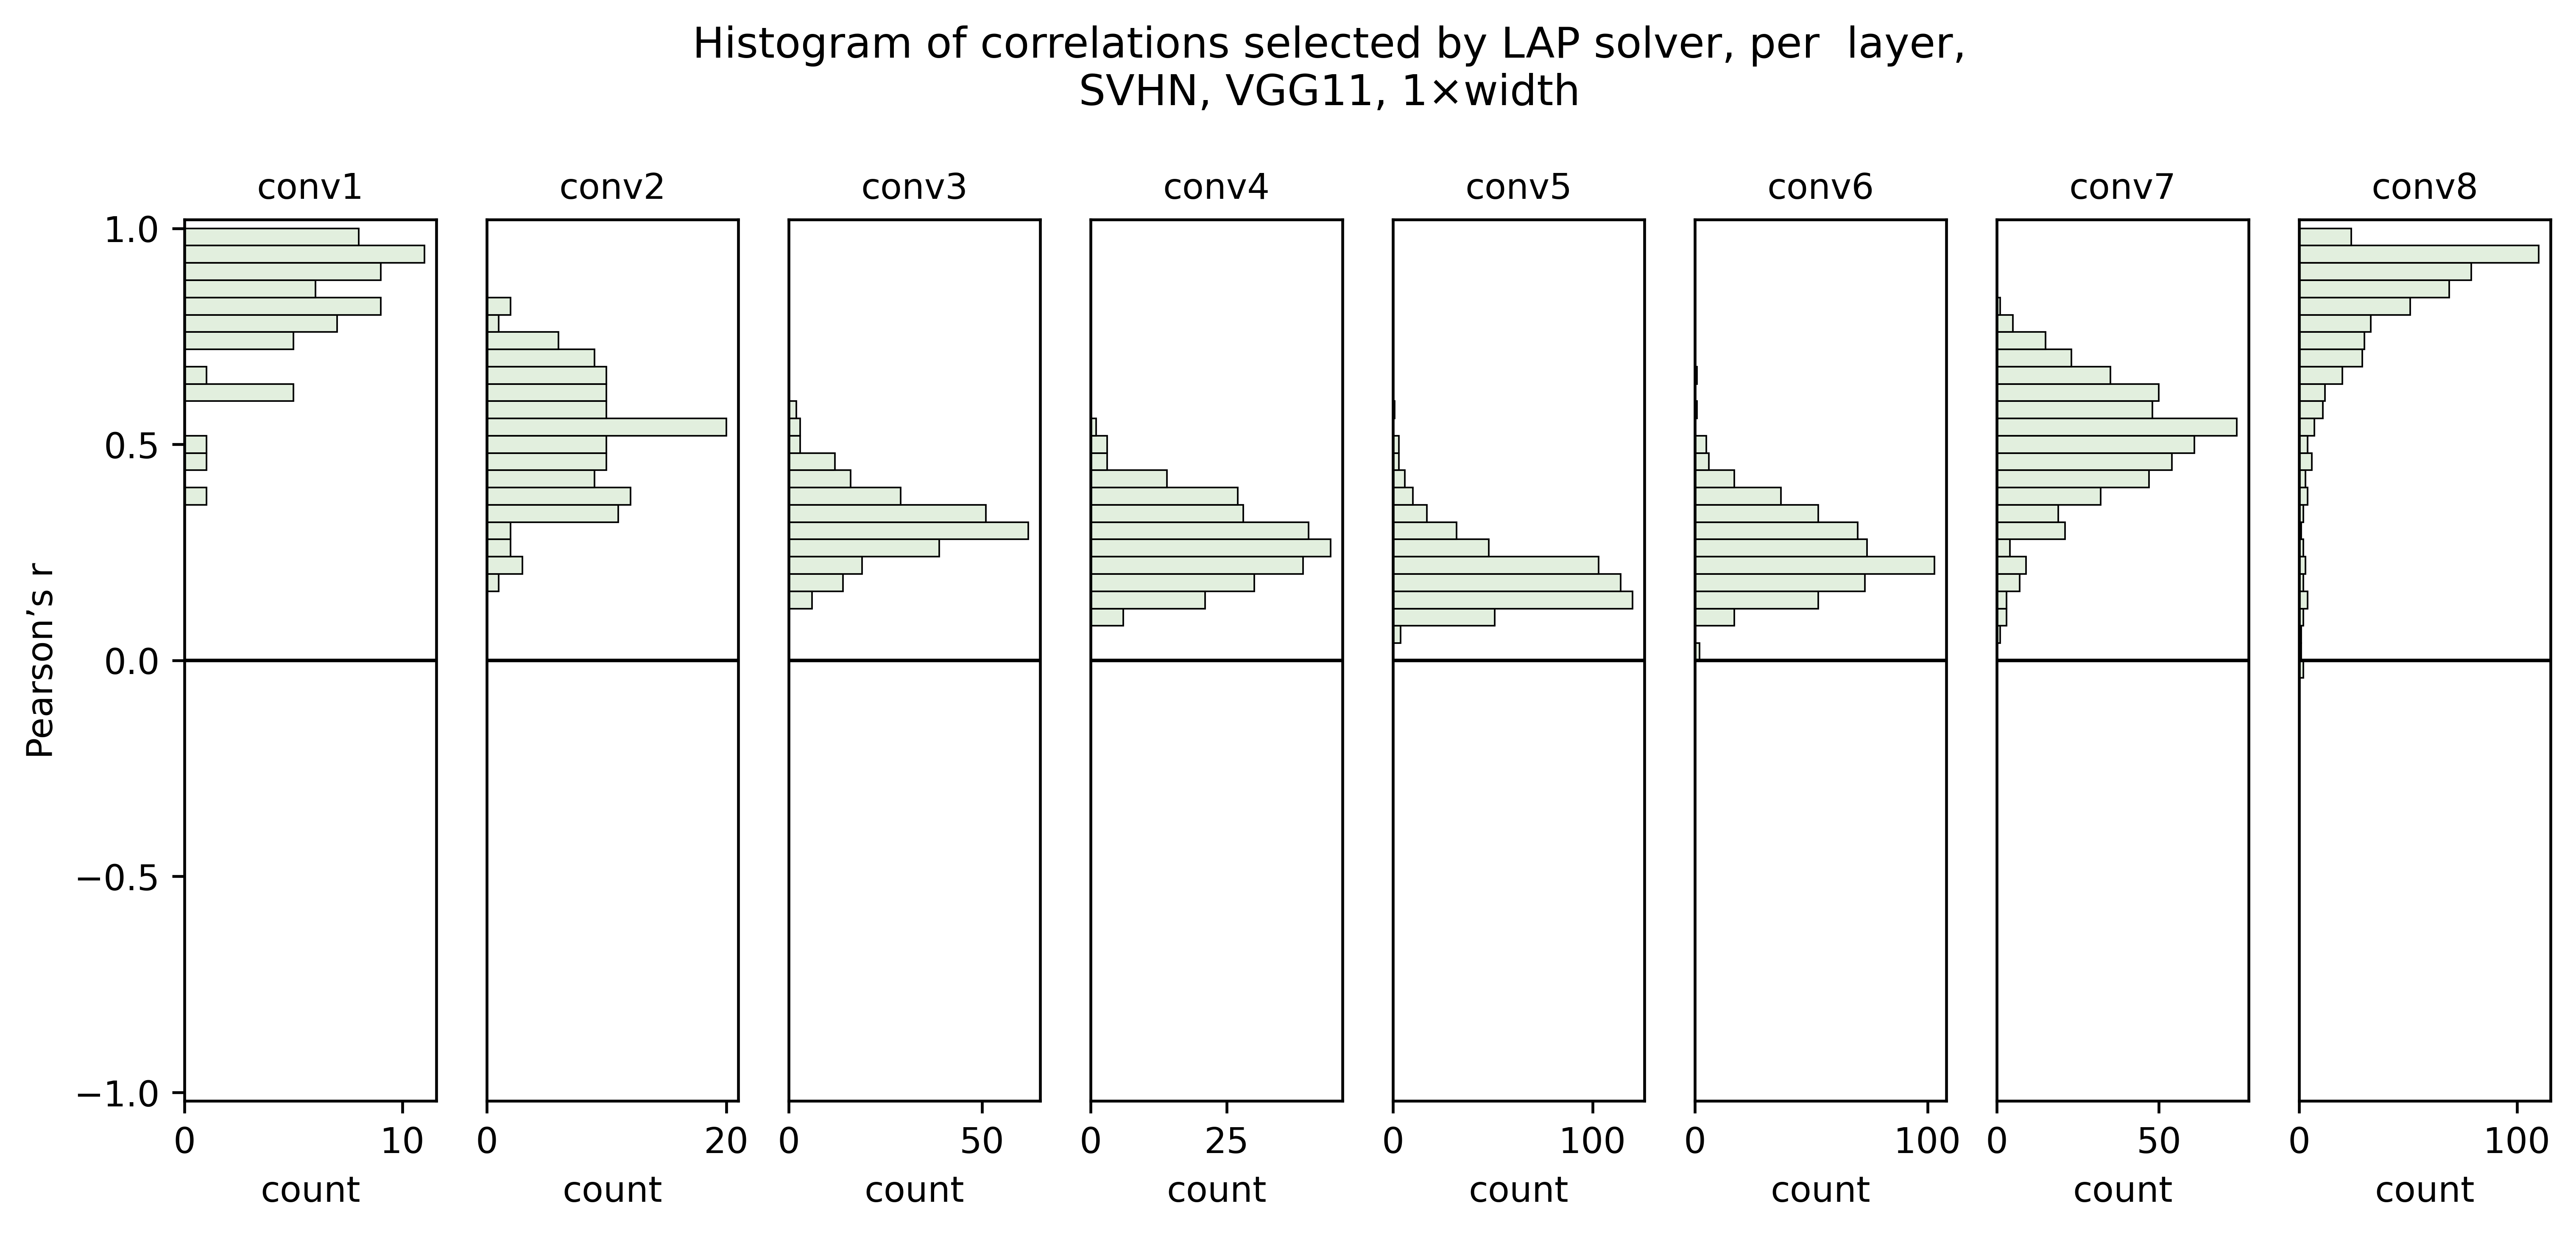 Histogram of correlations selected by LAP solver, per  layer,
SVHN, VGG11, 1×width
conv1
conv2
conv3
conv4
conv5
conv6
conv7
conv8
Pearson’s r
1.0
0.5
0.0
−0.5
−1.0
0 10
0 20
0 50
0 25
0 100
0 100
0 50
0 100
count
count
count
count
count
count
count
count